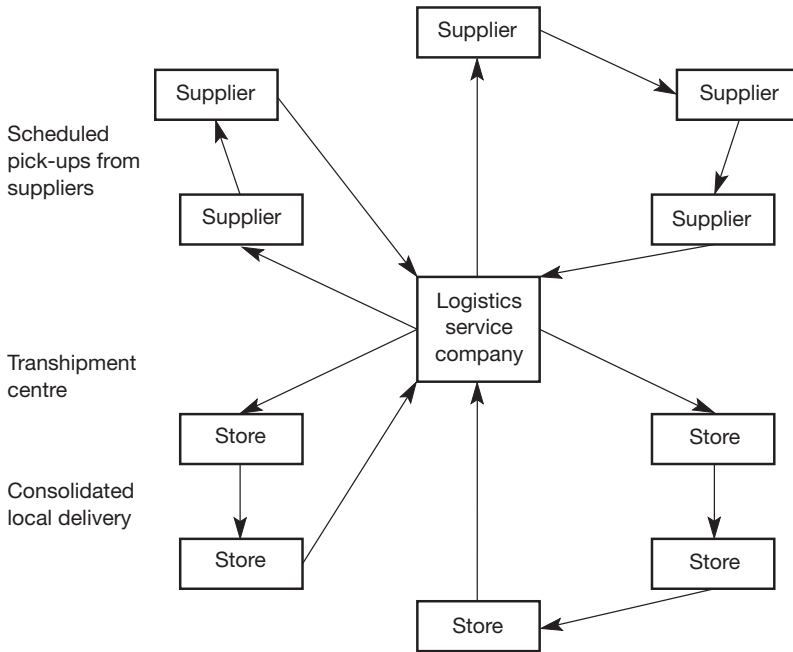 Supplier
Supplier
Supplier
Scheduled
pick-ups from
suppliers
Supplier
Supplier
Logistics
service
company
Transhipment
centre
Store
Store
Consolidated
local delivery
Store
Store
Store